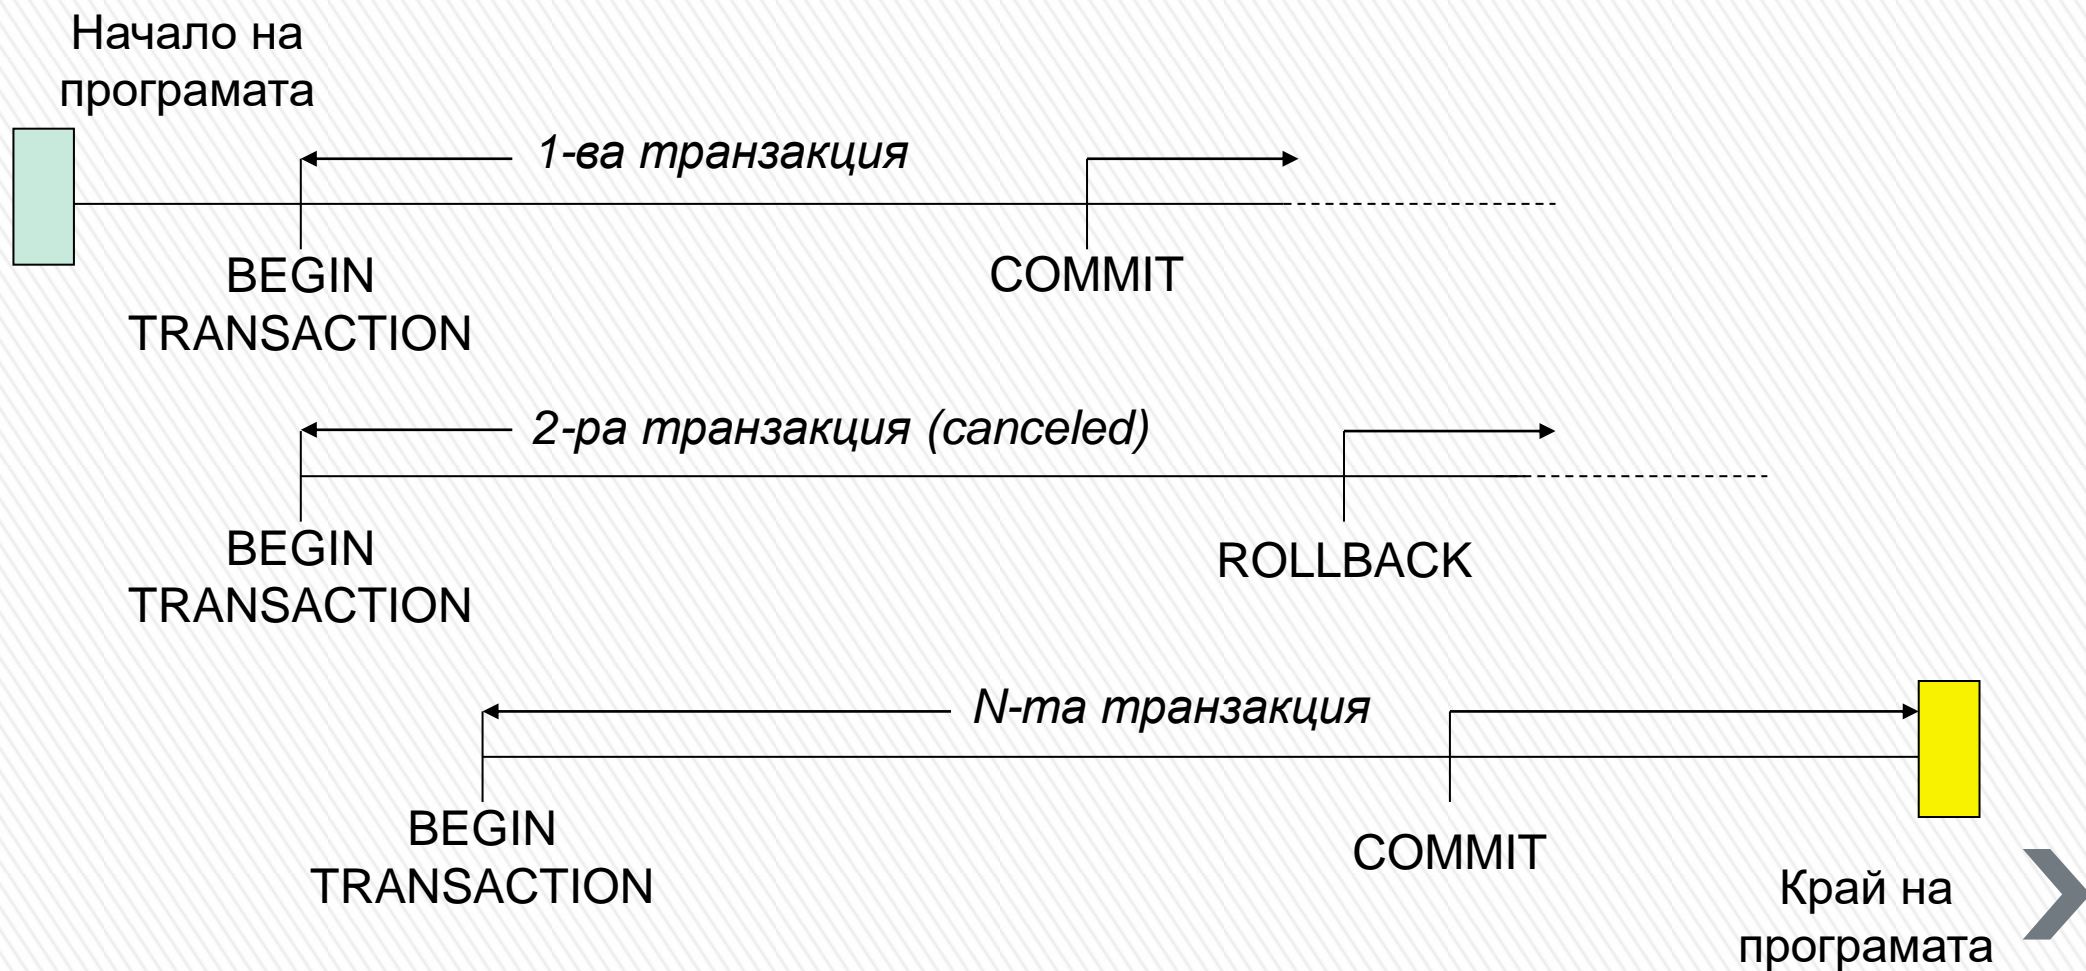 Начало на
програмата
1-ва транзакция
BEGIN
TRANSACTION
COMMIT
2-ра транзакция (canceled)
BEGIN
TRANSACTION
ROLLBACK
N-та транзакция
BEGIN
TRANSACTION
COMMIT
Край на
програмата